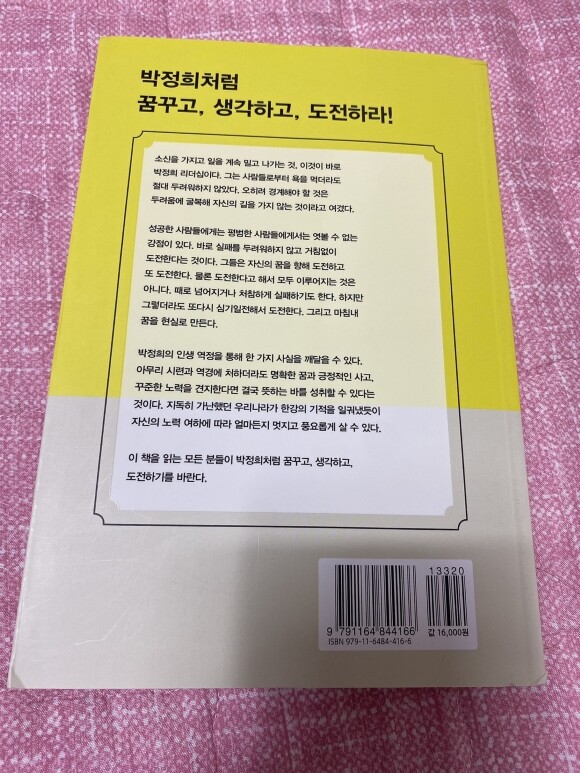 박정희처럼
꿈꾸고, 생각하고, 도전하라!
소신을 가지고 일을 계속 밀고 나가는 것, 이것이 바로
박정희 리더십이다. 그는 사람들로부터 욕을 먹더라도
절대 두려워하지 않았다. 오히려 경계해야 할 것은
두려움에 굴복해 자신의 길을 가지 않는 것이라고 여겼다.
성공한 사람들에게는 평범한 사람들에게서는 엿볼 수 없는
강점이 있다. 바로 실패를 두려워하지 않고 거침없이
도전한다는 것이다. 그들은 자신의 꿈을 향해 도전하고
또 도전한다. 물론 도전한다고 해서 모두 이루어지는 것은
아니다. 때로 넘어지거나 처참하게 실패하기도 한다. 하지만
그렇더라도 또다시 심기일전해서 도전한다. 그리고 마침내
꿈을 현실로 만든다.
박정희의 인생 역정을 통해 한 가지 사실을 깨달을 수 있다.
아무리 시련과 역경에 처하더라도 명확한 꿈과 긍정적인 사고,
꾸준한 노력을 견지한다면 결국 뜻하는 바를 성취할 수 있다는
것이다. 지독히 가난했던 우리나라가 한강의 기적을 일궈냈듯이
자신의 노력 여하에 따라 얼마든지 멋지고 풍요롭게 살 수 있다.
이 책을 읽는 모든 분들이 박정희처럼 꿈꾸고, 생각하고,
도전하기를 바란다.
13320
9 791164 844166
값 16,000원
ISBN 979-11-6484-416-6